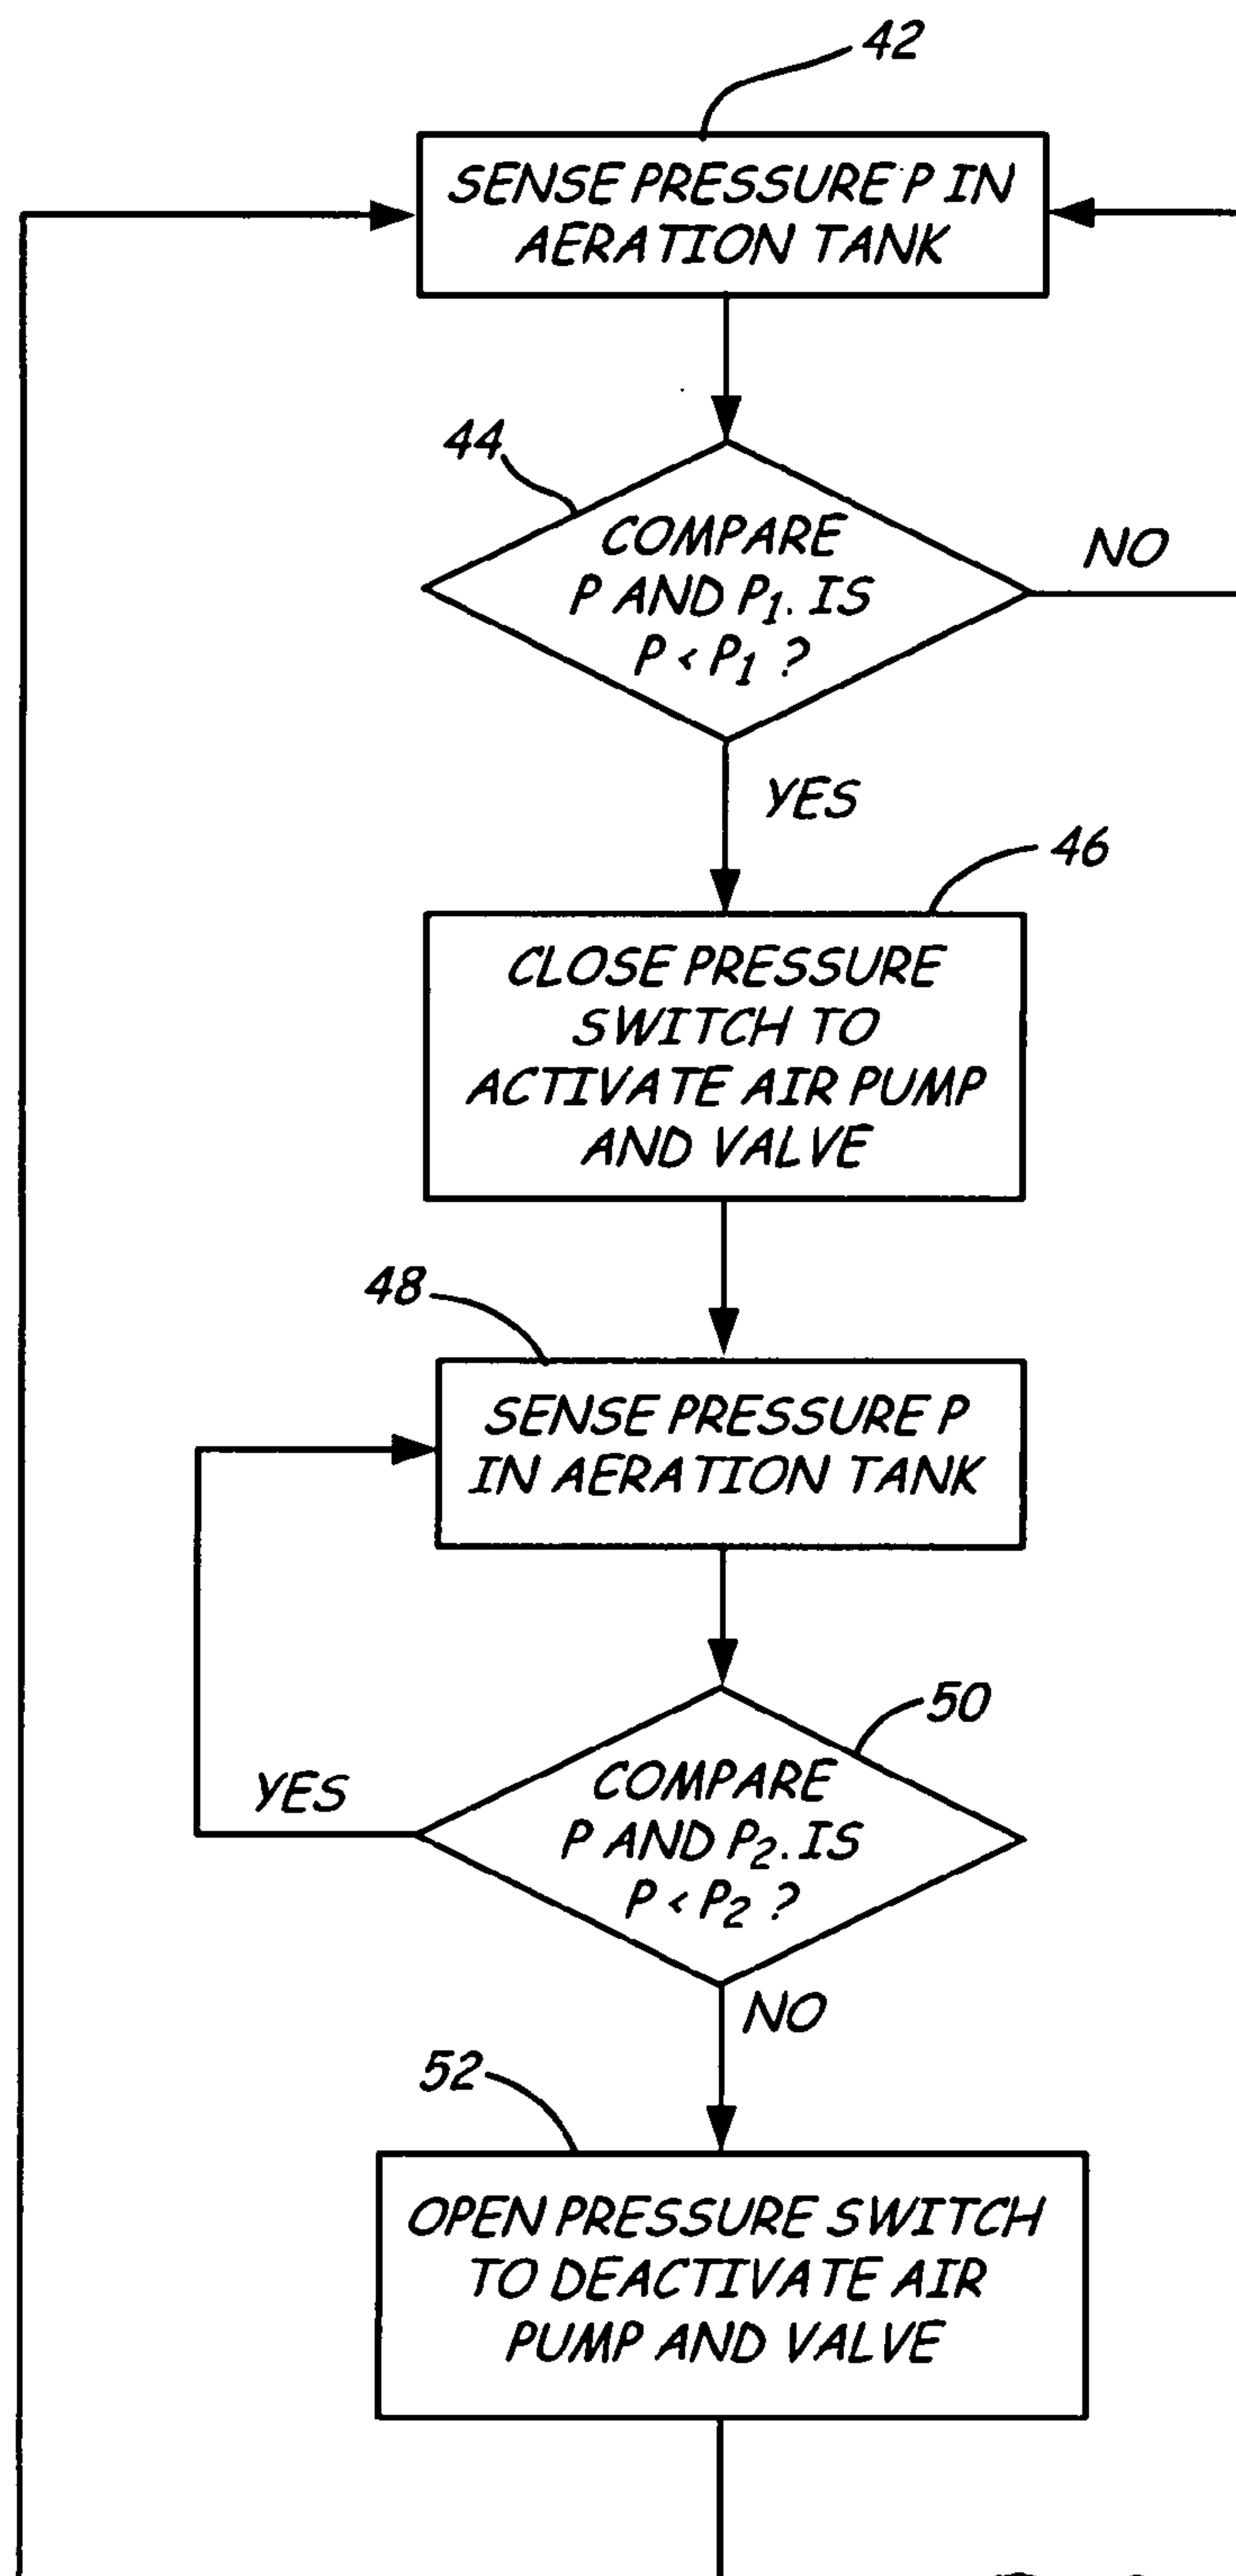 42
SENSE PRESSURE P IN
AERATION TANK
44
COMPARE
P AND P₁. IS
P < P₁ ?
NO
YES
46
CLOSE PRESSURE
SWITCH TO
ACTIVATE AIR PUMP
AND VALVE
48
SENSE PRESSURE P
IN AERATION TANK
50
COMPARE
P AND P₂. IS
P < P₂ ?
YES
NO
52
OPEN PRESSURE SWITCH
TO DEACTIVATE AIR
PUMP AND VALVE